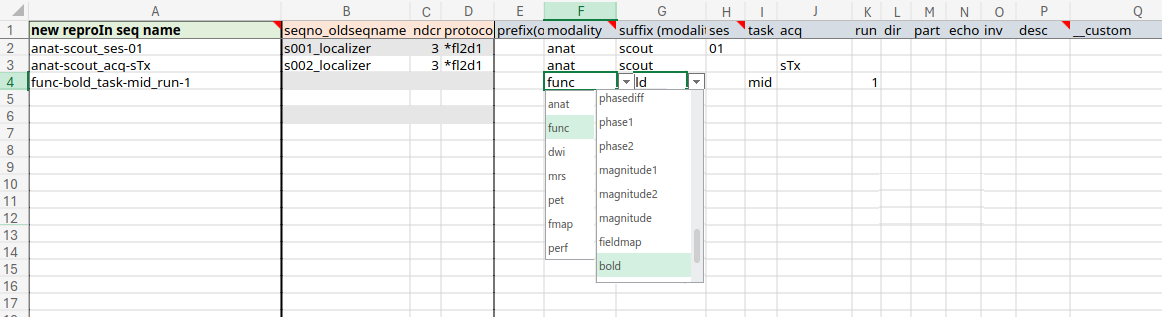 A B C D E F G H I J K L M N O P Q
1 new reproIn seq name seqno_oldseqname ndcr protoco prefix(o modality suffix (modalit ses task acq run dir part echo inv desc __custom
2 anat-scout_ses-01 s001_localizer 3 *fl2d1 anat scout 01
3 anat-scout_acq-sTx s002_localizer 3 *fl2d1 anat scout sTx
4 func-bold_task-mid_run-1 func ld mid 1
5 anat phasediff
6 func phase1
7 dwi phase2
8 mrs magnitude1
9 pet magnitude2
10 fmap magnitude
11 perf fieldmap
12 bold
13
14
15
16
17